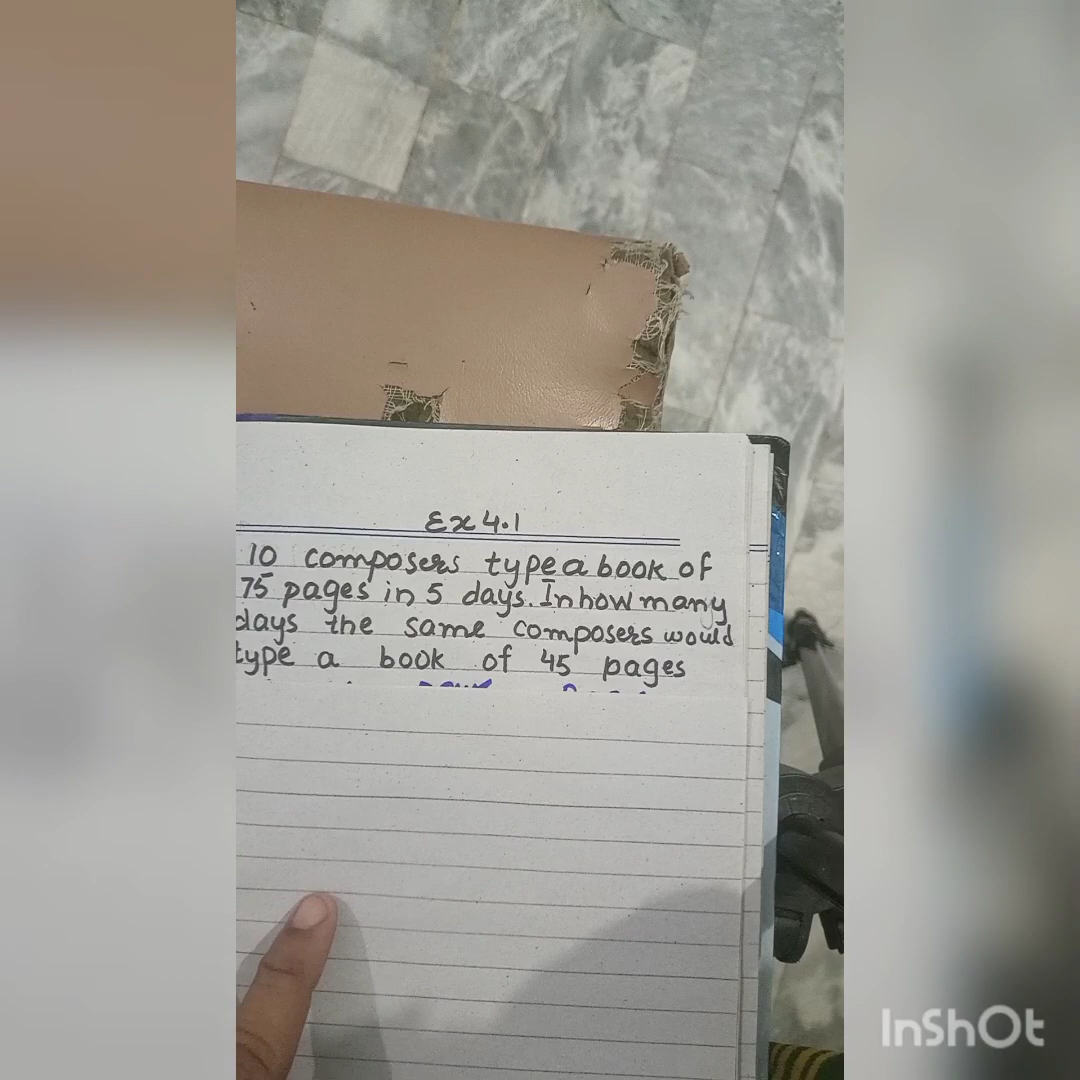 Ex 4.1
10 composers type a book of
75 pages in 5 days. In how many
days the same composers would
type a book of 45 pages
InShOt